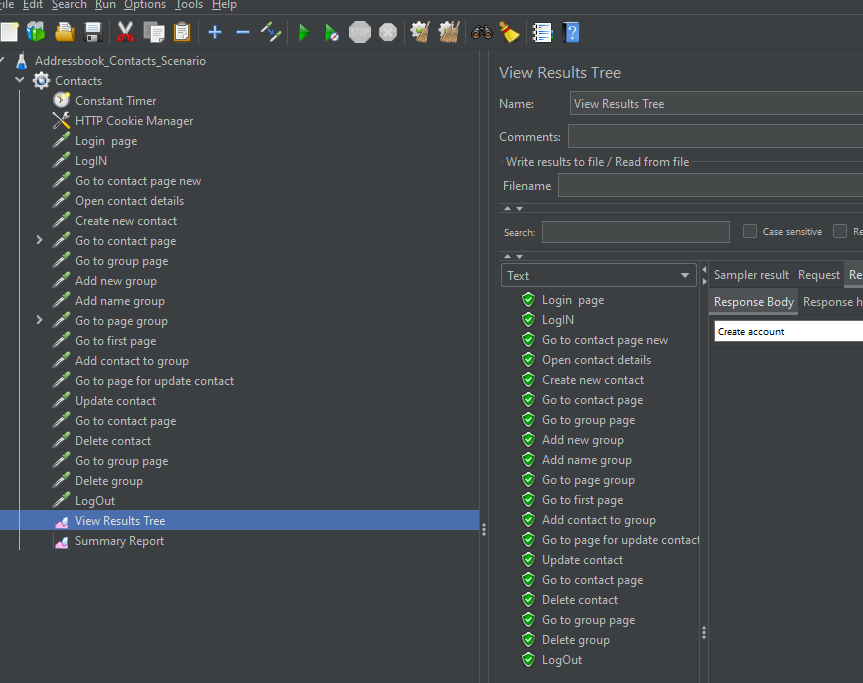 ile Edit Search Run Options Tools Help
STOP
?
Addressbook_Contacts_Scenario
Contacts
Constant Timer
HTTP Cookie Manager
Login page
LogIN
Go to contact page new
Open contact details
Create new contact
Go to contact page
Go to group page
Add new group
Add name group
Go to page group
Go to first page
Add contact to group
Go to page for update contact
Update contact
Go to contact page
Delete contact
Go to group page
Delete group
LogOut
View Results Tree
Summary Report
View Results Tree
Name: View Results Tree
Comments:
Write results to file / Read from file
Filename
Search: Case sensitive Re
Text
Login page
LogIN
Go to contact page new
Open contact details
Create new contact
Go to contact page
Go to group page
Add new group
Add name group
Go to page group
Go to first page
Add contact to group
Go to page for update contact
Update contact
Go to contact page
Delete contact
Go to group page
Delete group
LogOut
Sampler result Request Re
Response Body Response h
Create account